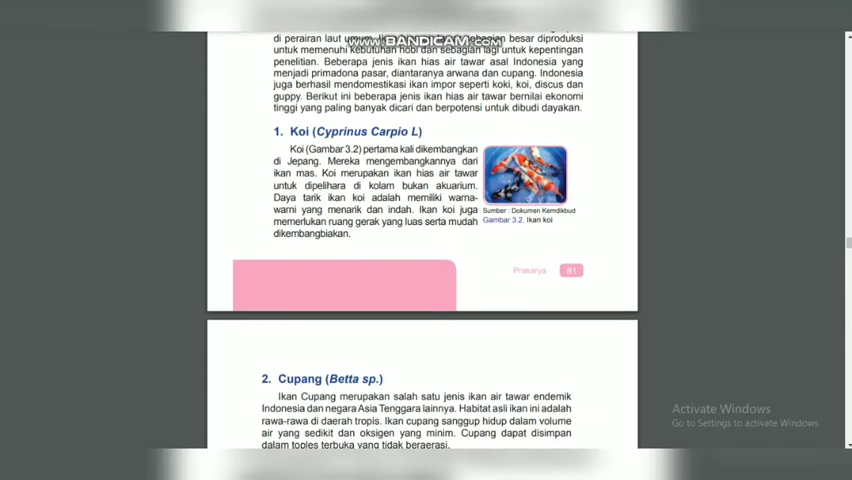 www.BANDICAM.com
di perairan laut umum. besar diproduksi
untuk memenuhi kebutuhan hobi dan sebagian lagi untuk kepentingan
penelitian. Beberapa jenis ikan hias air tawar asal Indonesia yang
menjadi primadona pasar, diantaranya arwana dan cupang. Indonesia
juga berhasil mendomestikasi ikan impor seperti koki, koi, discus dan
guppy. Berikut ini beberapa jenis ikan hias air tawar bernilai ekonomi
tinggi yang paling banyak dicari dan berpotensi untuk dibudi dayakan.
1. Koi (Cyprinus Carpio L)
Koi (Gambar 3.2) pertama kali dikembangkan
di Jepang. Mereka mengembangkannya dari
ikan mas. Koi merupakan ikan hias air tawar
untuk dipelihara di kolam bukan akuarium.
Daya tarik ikan koi adalah memiliki warna-
warni yang menarik dan indah. Ikan koi juga
memerlukan ruang gerak yang luas serta mudah
dikembangbiakan.
Sumber : Dokumen Kemdikbud
Gambar 3.2. Ikan koi
Prakarya 81
2. Cupang (Betta sp.)
Ikan Cupang merupakan salah satu jenis ikan air tawar endemik
Indonesia dan negara Asia Tenggara lainnya. Habitat asli ikan ini adalah
rawa-rawa di daerah tropis. Ikan cupang sanggup hidup dalam volume
air yang sedikit dan oksigen yang minim. Cupang dapat disimpan
dalam toples terbuka yang tidak beraerasi.
Activate Windows
Go to Settings to activate Windows.